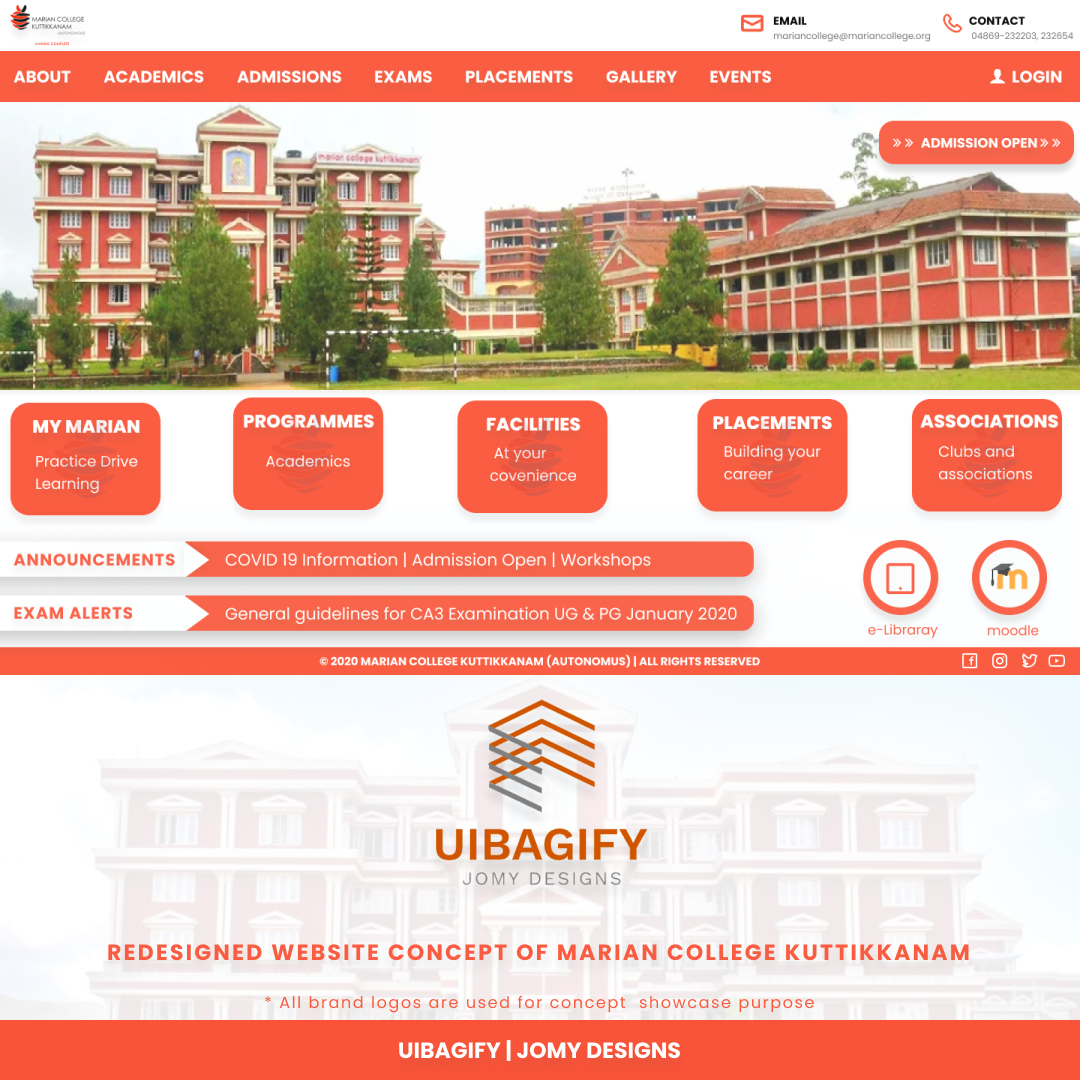 MARIAN COLLEGE
KUTTIKKANAM
(AUTONOMOUS)
MAKING COMPLETE
EMAIL
mariancollege@mariancollege.org
CONTACT
04869-232203, 232654
ABOUT ACADEMICS ADMISSIONS EXAMS PLACEMENTS GALLERY EVENTS LOGIN
marian college kuttikkanam
ADMISSION OPEN
MY MARIAN
Practice Drive
Learning
PROGRAMMES
Academics
FACILITIES
At your
covenience
PLACEMENTS
Building your
career
ASSOCIATIONS
Clubs and
associations
ANNOUNCEMENTS
COVID 19 Information | Admission Open | Workshops
EXAM ALERTS
General guidelines for CA3 Examination UG & PG January 2020
e-Libraray
m
moodle
© 2020 MARIAN COLLEGE KUTTIKKANAM (AUTONOMUS) | ALL RIGHTS RESERVED
UIBAGIFY
JOMY DESIGNS
REDESIGNED WEBSITE CONCEPT OF MARIAN COLLEGE KUTTIKKANAM
* All brand logos are used for concept showcase purpose
UIBAGIFY | JOMY DESIGNS